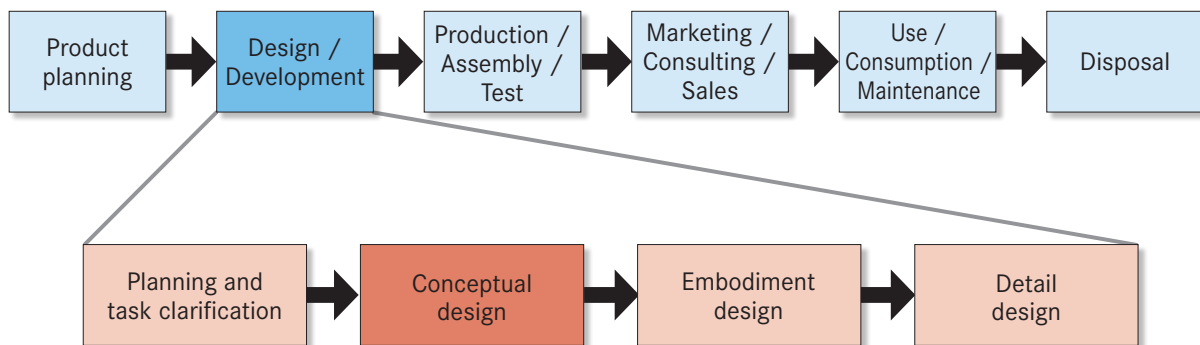 Product
planning
Design /
Development
Production /
Assembly /
Test
Marketing /
Consulting /
Sales
Use /
Consumption /
Maintenance
Disposal
Planning and
task clarification
Conceptual
design
Embodiment
design
Detail
design